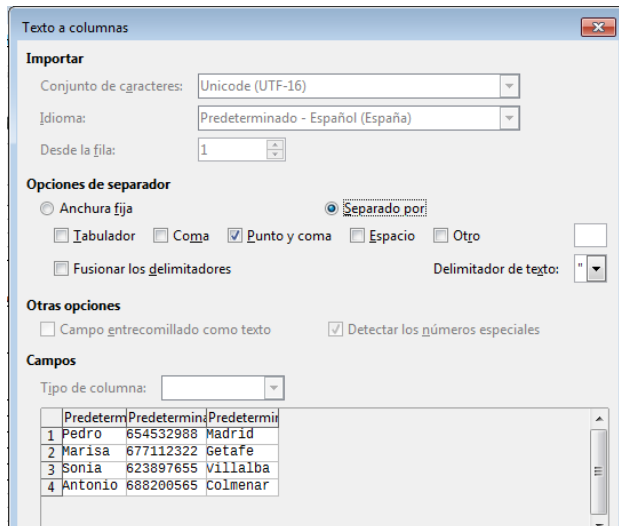 Texto a columnas
Importar
Conjunto de caracteres: Unicode (UTF-16)
Idioma: Predeterminado - Español (España)
Desde la fila: 1
Opciones de separador
Anchura fija Separado por
Tabulador Coma Punto y coma Espacio Otro
Fusionar los delimitadores Delimitador de texto: "
Otras opciones
Campo entrecomillado como texto Detectar los números especiales
Campos
Tipo de columna:
Predeterm Predetermina Predetermin
1 Pedro 654532988 Madrid
2 Marisa 677112322 Getafe
3 Sonia 623897655 Villalba
4 Antonio 688200565 Colmenar